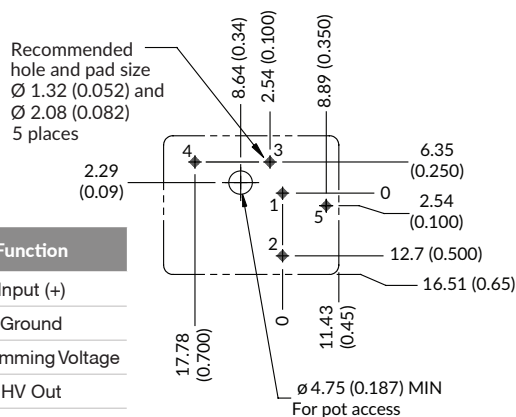 Recommended
hole and pad size
Ø 1.32 (0.052) and
Ø 2.08 (0.082)
5 places
8.64 (0.34)
2.54 (0.100)
8.89 (0.350)
4
3
6.35
(0.250)
2.29
(0.09)
1
0
5
2.54
(0.100)
2
12.7 (0.500)
16.51 (0.65)
17.78
(0.700)
0
11.43
(0.45)
ø 4.75 (0.187) MIN
For pot access
Function
Input (+)
Ground
mming Voltage
HV Out